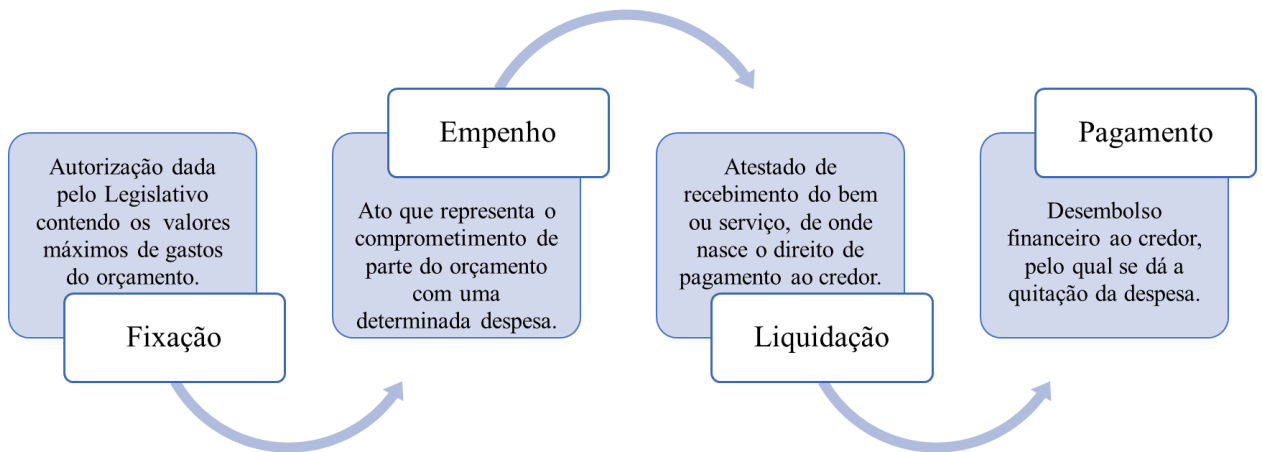 Autorização dada
pelo Legislativo
contendo os valores
máximos de gastos
do orçamento.
Fixação
Empenho
Ato que representa o
comprometimento de
parte do orçamento
com uma
determinada despesa.
Atestado de
recebimento do bem
ou serviço, de onde
nasce o direito de
pagamento ao credor.
Liquidação
Pagamento
Desembolso
financeiro ao credor,
pelo qual se dá a
quitação da despesa.